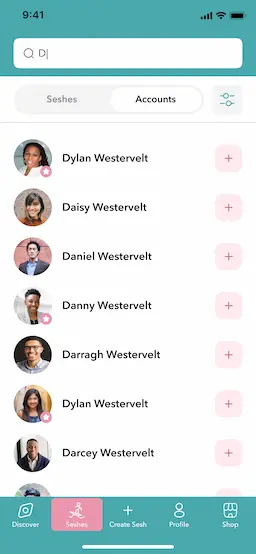 9:41
D
Seshes
Accounts
Dylan Westervelt
Daisy Westervelt
Daniel Westervelt
Danny Westervelt
Darragh Westervelt
Dylan Westervelt
Darcey Westervelt
Discover
Seshes
Create Sesh
Profile
Shop